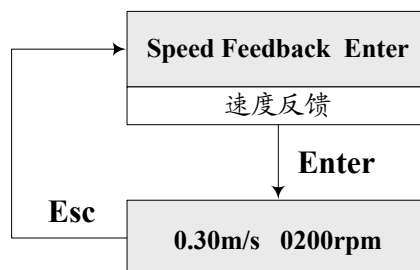 Speed Feedback Enter
速度反馈
Enter
Esc
0.30m/s 0200rpm